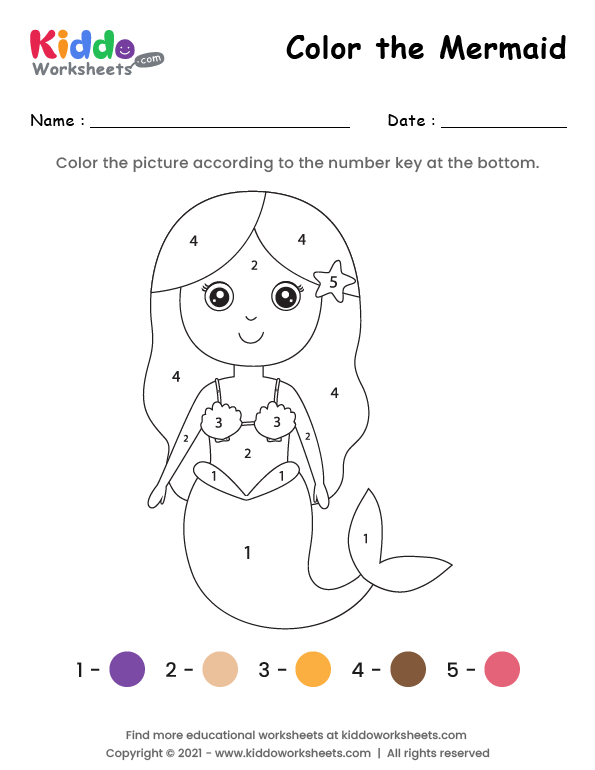 Kiddo
Worksheets .com
Color the Mermaid
Name :
Date :
Color the picture according to the number key at the bottom.
4 4
2
5
4 4
3 3
2 2
2
1 1
1
1
1 - 2 - 3 - 4 - 5 -
Find more educational worksheets at kiddoworksheets.com
Copyright © 2021 - www.kiddoworksheets.com | All rights reserved